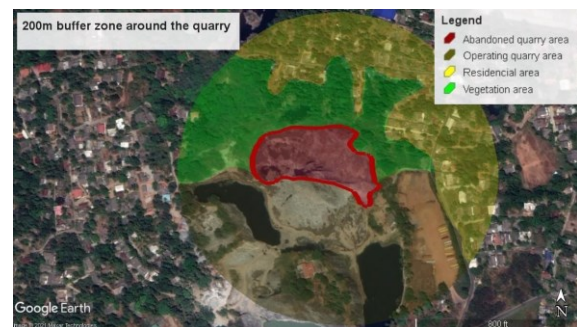 200m buffer zone around the quarry
Legend
Abandoned quarry area
Operating quarry area
Residencial area
Vegetation area
Google Earth
800 ft
N